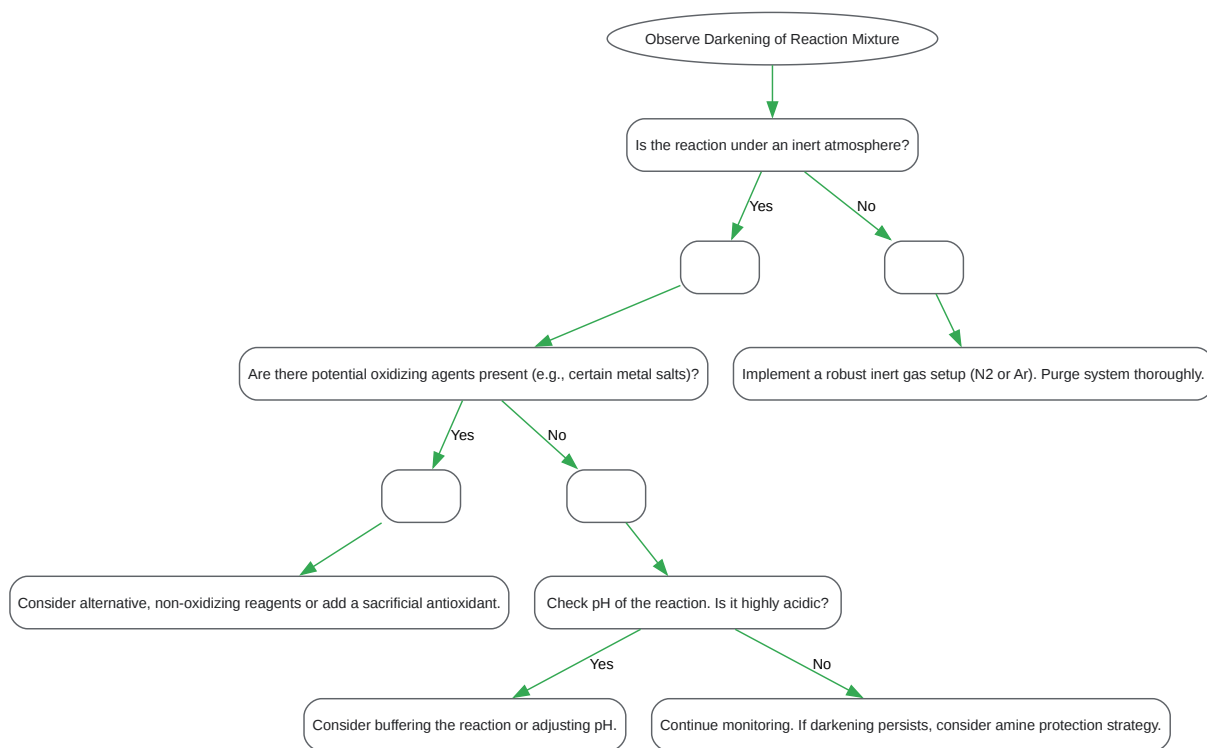 Observe Darkening of Reaction Mixture
Is the reaction under an inert atmosphere?
Yes
No
Are there potential oxidizing agents present (e.g., certain metal salts)?
Implement a robust inert gas setup (N2 or Ar). Purge system thoroughly.
Yes
No
Consider alternative, non-oxidizing reagents or add a sacrificial antioxidant.
Check pH of the reaction. Is it highly acidic?
Yes
No
Consider buffering the reaction or adjusting pH.
Continue monitoring. If darkening persists, consider amine protection strategy.